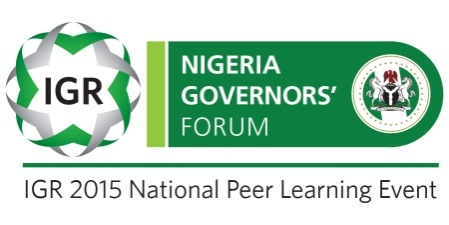 IGR
NIGERIA
GOVERNORS'
FORUM
IGR 2015 National Peer Learning Event